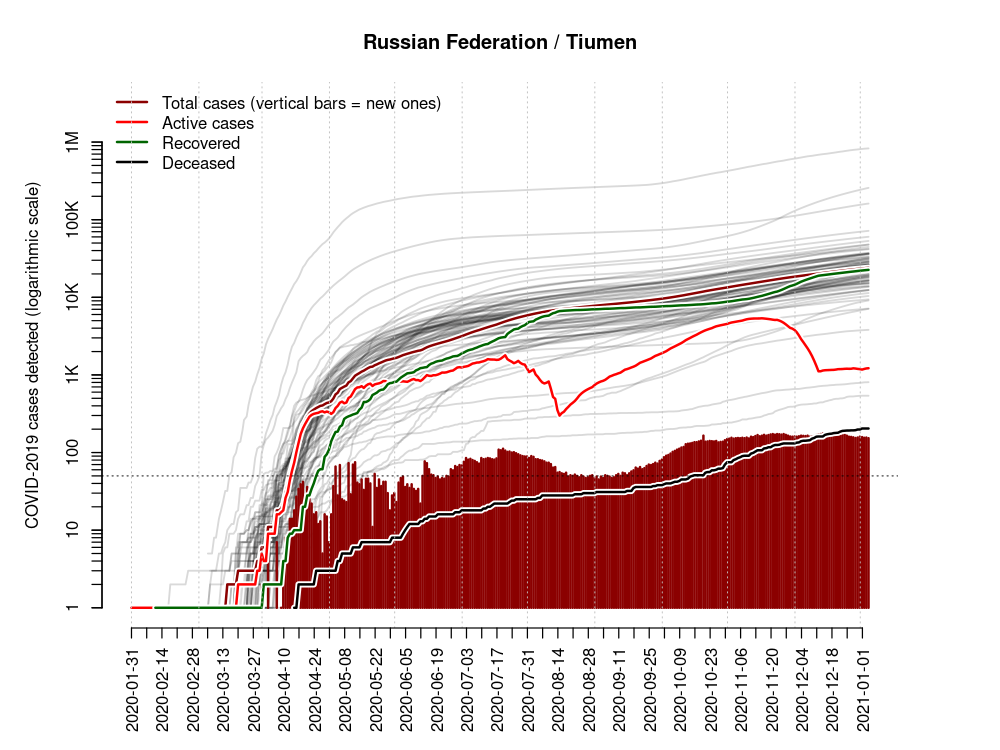 Russian Federation / Tiumen
Total cases (vertical bars = new ones)
Active cases
Recovered
Deceased
COVID-2019 cases detected (logarithmic scale)
1M
100K
10K
1K
100
10
1
2020-01-31
2020-02-14
2020-02-28
2020-03-13
2020-03-27
2020-04-10
2020-04-24
2020-05-08
2020-05-22
2020-06-05
2020-06-19
2020-07-03
2020-07-17
2020-07-31
2020-08-14
2020-08-28
2020-09-11
2020-09-25
2020-10-09
2020-10-23
2020-11-06
2020-11-20
2020-12-04
2020-12-18
2021-01-01